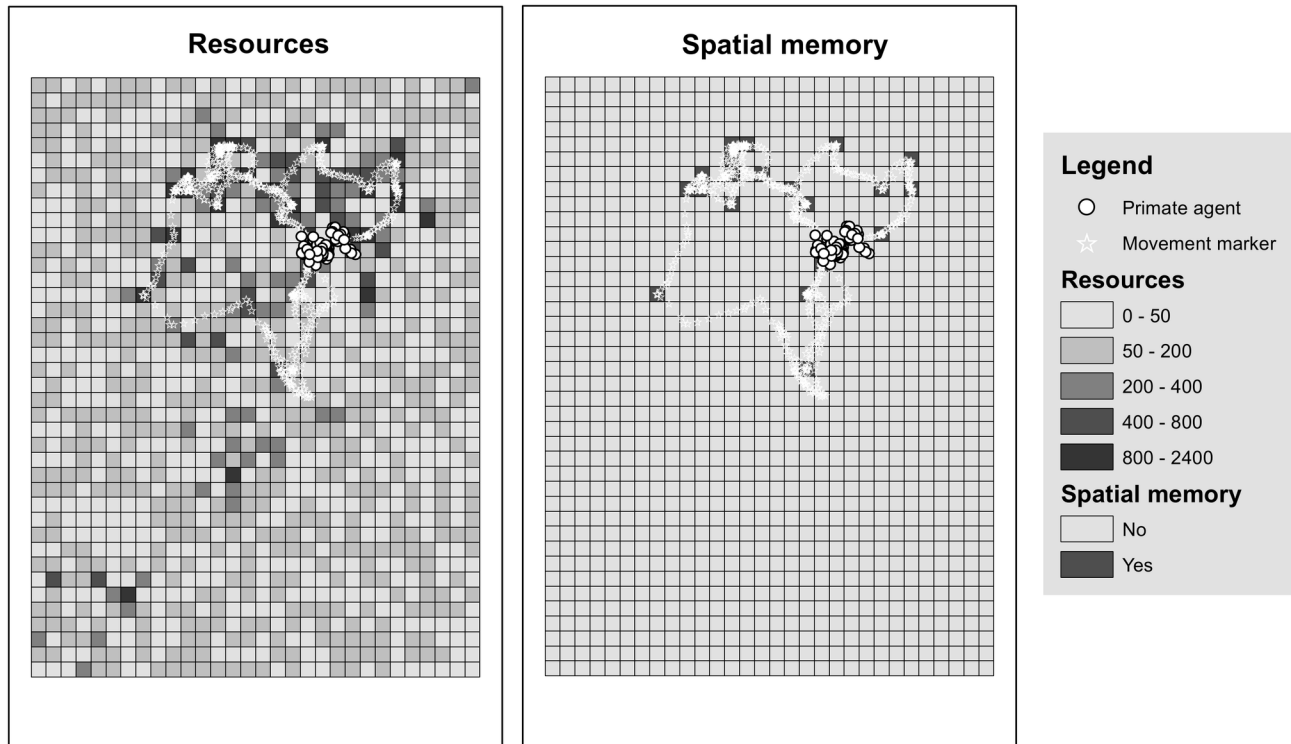 Resources
Spatial memory
Legend
Primate agent
Movement marker
Resources
0 - 50
50 - 200
200 - 400
400 - 800
800 - 2400
Spatial memory
No
Yes